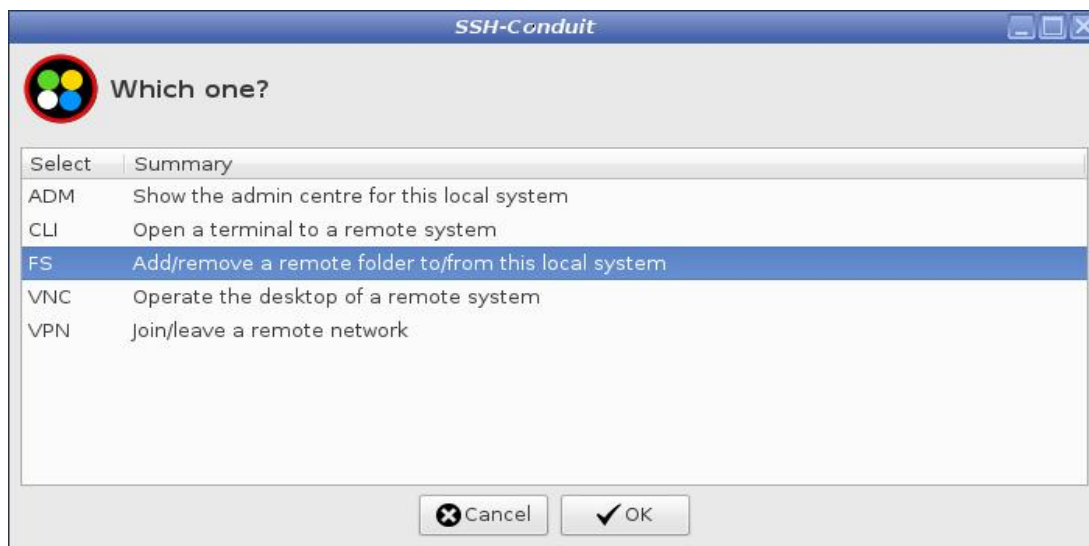 SSH-Conduit
Which one?
Select Summary
ADM Show the admin centre for this local system
CLI Open a terminal to a remote system
FS Add/remove a remote folder to/from this local system
VNC Operate the desktop of a remote system
VPN Join/leave a remote network
Cancel OK